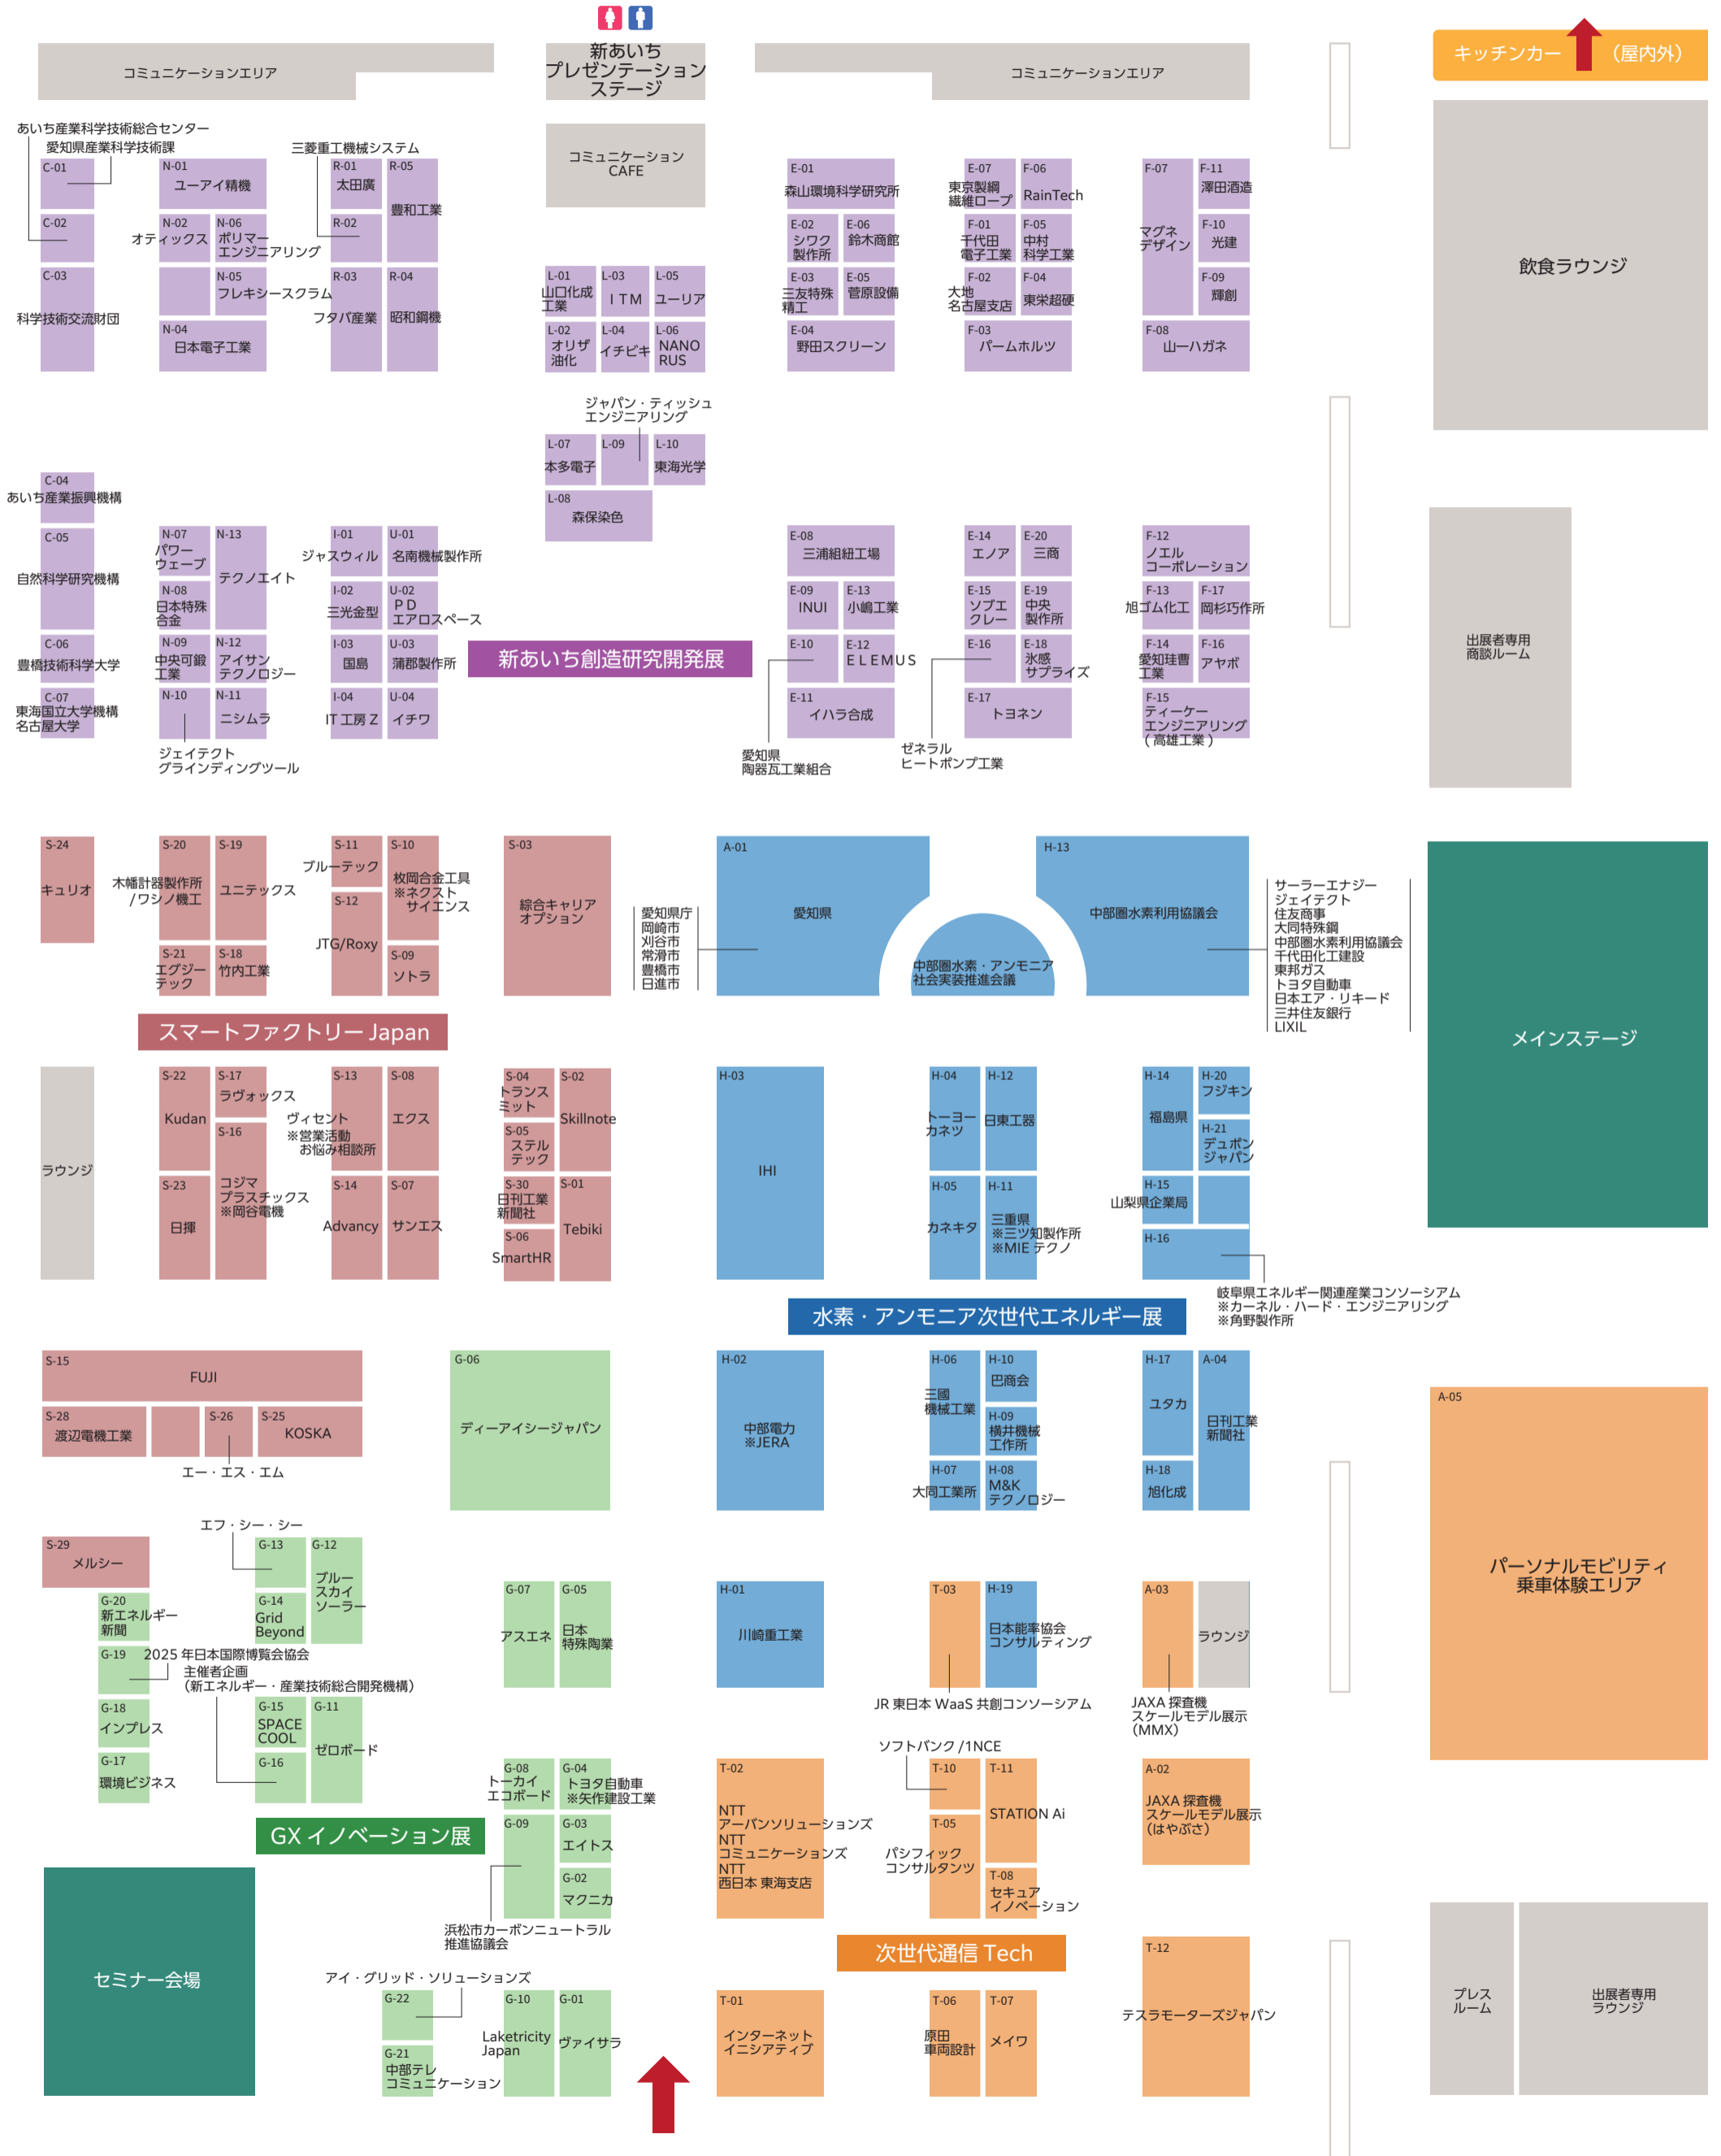 新あいち
プレゼンテーション
ステージ
コミュニケーションエリア
コミュニケーションエリア
キッチンカー
（屋内外）
コミュニケーション
CAFE
飲食ラウンジ
あいち産業科学技術総合センター
愛知県産業科学技術課
C-01
C-02
C-03
科学技術交流財団
N-01
ユーアイ精機
N-02
オティックス
N-06
ポリマー
エンジニアリング
N-05
フレキシースクラム
N-04
日本電子工業
三菱重工機械システム
R-01
太田廣
R-05
豊和工業
R-02
R-03
フタバ産業
R-04
昭和鋼機
L-01
山口化成
工業
L-03
ITM
L-05
ユーリア
L-02
オリザ
油化
L-04
イチビキ
L-06
NANO
RUS
ジャパン・ティッシュ
エンジニアリング
L-07
本多電子
L-09
L-10
東海光学
L-08
森保染色
E-01
森山環境科学研究所
E-02
シワク
製作所
E-06
鈴木商館
E-03
三友特殊
精工
E-05
菅原設備
E-04
野田スクリーン
E-07
東京製綱
繊維ロープ
F-06
RainTech
F-01
千代田
電子工業
F-05
中村
科学工業
F-02
大地
名古屋支店
F-04
東栄超硬
F-03
パームホルツ
F-07
マグネ
デザイン
F-11
澤田酒造
F-10
光建
F-09
輝創
F-08
山一ハガネ
C-04
あいち産業振興機構
C-05
自然科学研究機構
C-06
豊橋技術科学大学
C-07
東海国立大学機構
名古屋大学
N-07
パワー
ウェーブ
N-13
テクノエイト
N-08
日本特殊
合金
N-09
中央可鍛
工業
N-12
アイサン
テクノロジー
N-10
N-11
ニシムラ
ジェイテクト
グラインディングツール
I-01
ジャスウィル
U-01
名南機械製作所
I-02
三光金型
U-02
PD
エアロスペース
I-03
国島
U-03
蒲郡製作所
I-04
IT 工房 Z
U-04
イチワ
新あいち創造研究開発展
E-08
三浦組紐工場
E-09
INUI
E-13
小嶋工業
E-10
E-12
ELEMUS
E-11
イハラ合成
愛知県
陶器瓦工業組合
E-14
エノア
E-20
三商
E-15
ソブエ
クレー
E-19
中央
製作所
E-16
E-18
氷感
サプライズ
E-17
トヨネン
ゼネラル
ヒートポンプ工業
F-12
ノエル
コーポレーション
F-13
旭ゴム化工
F-17
岡杉巧作所
F-14
愛知珪曹
工業
F-16
アヤボ
F-15
ティーケー
エンジニアリング
( 高雄工業 )
出展者専用
商談ルーム
S-24
キュリオ
S-20
木幡計器製作所
/ワシノ機工
S-19
ユニテックス
S-21
エグジー
テック
S-18
竹内工業
S-11
ブルーテック
S-10
枚岡合金工具
※ネクスト
サイエンス
S-12
JTG/Roxy
S-09
ソトラ
S-03
綜合キャリア
オプション
愛知県庁
岡崎市
刈谷市
常滑市
豊橋市
日進市
A-01
愛知県
中部圏水素・アンモニア
社会実装推進会議
H-13
中部圏水素利用協議会
サーラーエナジー
ジェイテクト
住友商事
大同特殊鋼
中部圏水素利用協議会
千代田化工建設
東邦ガス
トヨタ自動車
日本エア・リキード
三井住友銀行
LIXIL
メインステージ
スマートファクトリー Japan
ラウンジ
S-22
Kudan
S-17
ラヴォックス
S-16
コジマ
プラスチックス
※岡谷電機
S-23
日揮
S-13
ヴィセント
※営業活動
お悩み相談所
S-08
エクス
S-14
Advancy
S-07
サンエス
S-04
トランス
ミット
S-02
Skillnote
S-05
ステル
テック
S-30
日刊工業
新聞社
S-01
Tebiki
S-06
SmartHR
H-03
IHI
H-04
トーヨー
カネツ
H-12
日東工器
H-05
カネキタ
H-11
三重県
※三ツ知製作所
※MIE テクノ
H-14
福島県
H-20
フジキン
H-21
デュポン
ジャパン
H-15
山梨県企業局
H-16
岐阜県エネルギー関連産業コンソーシアム
※カーネル・ハード・エンジニアリング
※角野製作所
水素・アンモニア次世代エネルギー展
S-15
FUJI
S-28
渡辺電機工業
S-26
S-25
KOSKA
エー・エス・エム
G-06
ディーアイシージャパン
H-02
中部電力
※JERA
H-06
三國
機械工業
H-10
巴商会
H-09
横井機械
工作所
H-07
大同工業所
H-08
M&K
テクノロジー
H-17
ユタカ
A-04
日刊工業
新聞社
H-18
旭化成
A-05
パーソナルモビリティ
乗車体験エリア
S-29
メルシー
エフ・シー・シー
G-13
G-12
ブルー
スカイ
ソーラー
G-14
Grid
Beyond
G-20
新エネルギー
新聞
G-19
2025 年日本国際博覧会協会
主催者企画
（新エネルギー・産業技術総合開発機構）
G-18
インプレス
G-15
SPACE
COOL
G-11
ゼロボード
G-17
環境ビジネス
G-16
G-07
アスエネ
G-05
日本
特殊陶業
H-01
川崎重工業
T-03
H-19
日本能率協会
コンサルティング
JR 東日本 WaaS 共創コンソーシアム
A-03
ラウンジ
JAXA 探査機
スケールモデル展示
（MMX）
G-08
トーカイ
エコボード
G-04
トヨタ自動車
※矢作建設工業
G-09
G-03
エイトス
G-02
マクニカ
浜松市カーボンニュートラル
推進協議会
T-02
NTT
アーバンソリューションズ
NTT
コミュニケーションズ
NTT
西日本 東海支店
ソフトバンク /1NCE
T-10
T-11
STATION Ai
T-05
パシフィック
コンサルタンツ
T-08
セキュア
イノベーション
A-02
JAXA 探査機
スケールモデル展示
（はやぶさ）
GX イノベーション展
セミナー会場
次世代通信 Tech
アイ・グリッド・ソリューションズ
G-22
G-21
中部テレ
コミュニケーション
G-10
Laketricity
Japan
G-01
ヴァイサラ
T-01
インターネット
イニシアティブ
T-06
原田
車両設計
T-07
メイワ
T-12
テスラモーターズジャパン
プレス
ルーム
出展者専用
ラウンジ